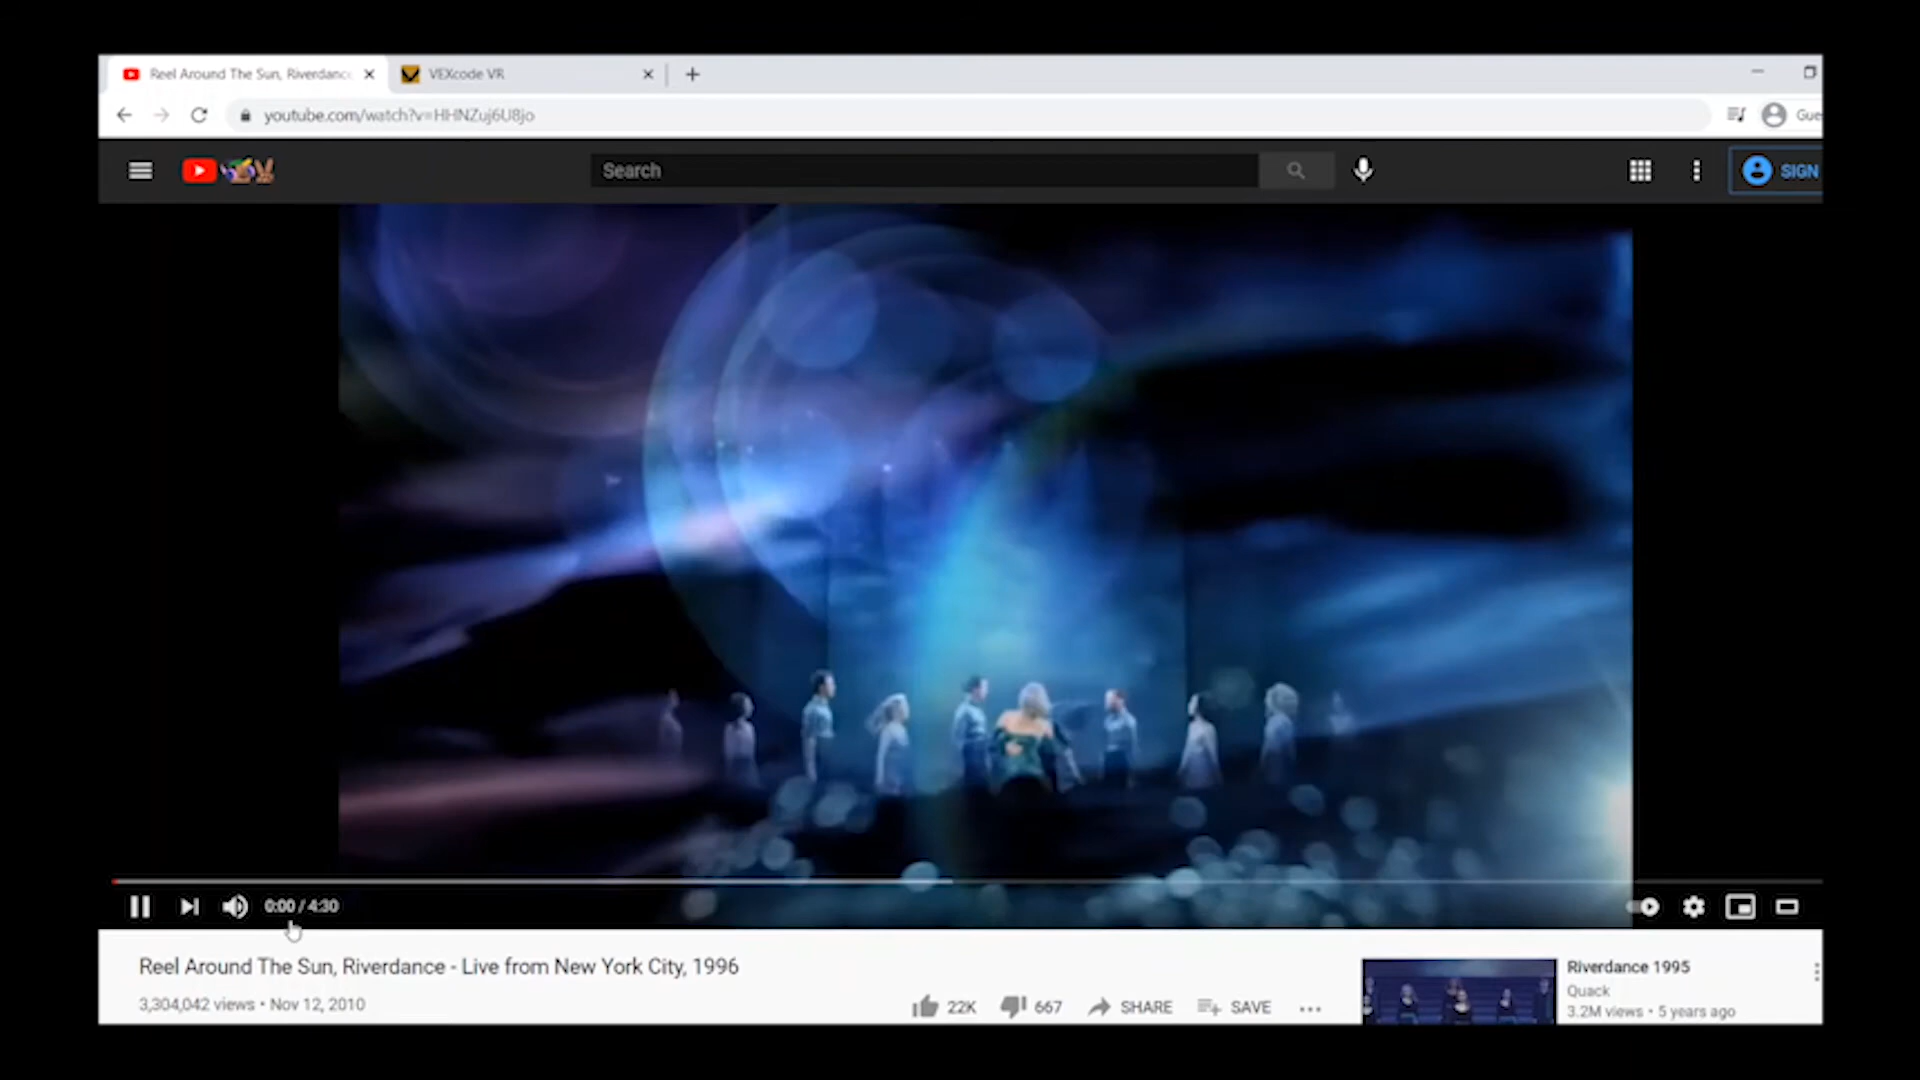 Reel Around The Sun, Riverdance
VEXcode VR
youtube.com/watch?v=HHNZuj6U8jo
Gue
Search
SIGN
0:00 / 4:30
Reel Around The Sun, Riverdance - Live from New York City, 1996
3,304,042 views • Nov 12, 2010
22K
667
SHARE
SAVE
Riverdance 1995
Quack
3.2M views • 5 years ago